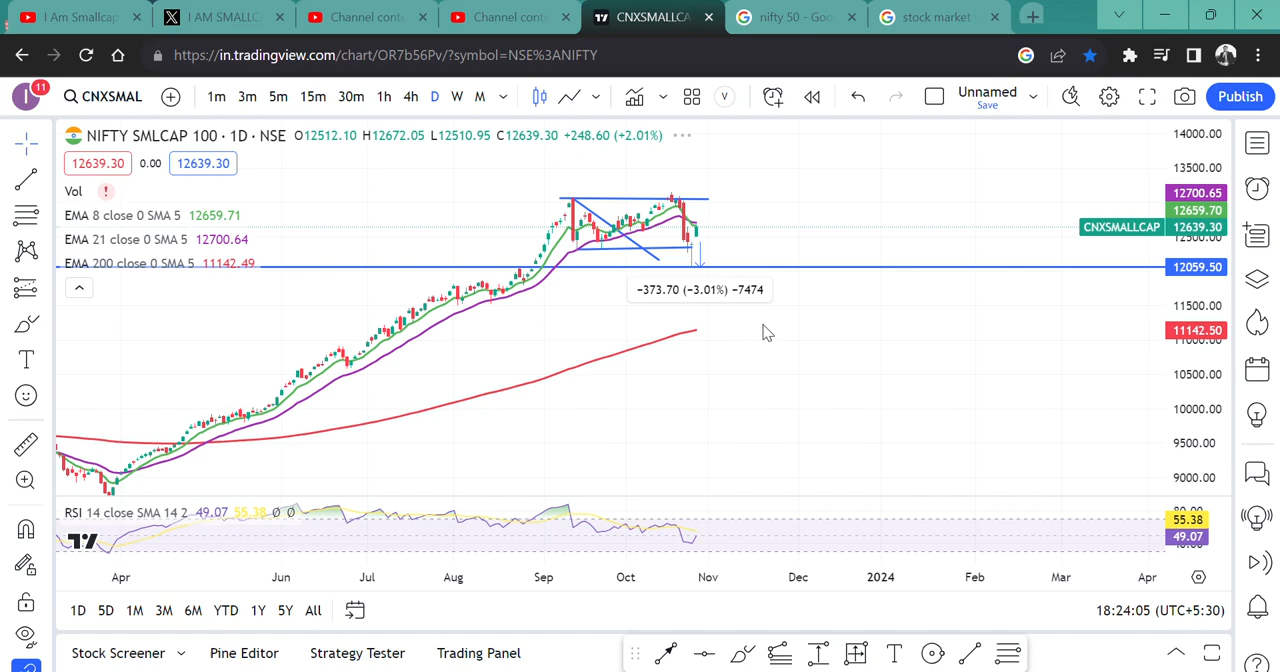 I Am Smallcap
I AM SMALLC
Channel cont
Channel cont
CNXSMALLCA
nifty 50 - Goo
stock market
https://in.tradingview.com/chart/OR7b56Pv/?symbol=NSE%3ANIFTY
I 11 CNXSMAL 1m 3m 5m 15m 30m 1h 4h D W M V Unnamed Save Publish
NIFTY SMLCAP 100 · 1D · NSE O12512.10 H12672.05 L12510.95 C12639.30 +248.60 (+2.01%)
12639.30 0.00 12639.30
Vol !
EMA 8 close 0 SMA 5 12659.71
EMA 21 close 0 SMA 5 12700.64
EMA 200 close 0 SMA 5 11142.49
-373.70 (-3.01%) -7474
14000.00
13500.00
12700.65
12659.70
CNXSMALLCAP 12639.30
12500.00
12059.50
11500.00
11142.50
11000.00
10500.00
10000.00
9500.00
9000.00
RSI 14 close SMA 14 2 49.07 55.38 Ø Ø
55.38
49.07
Apr Jun Jul Aug Sep Oct Nov Dec 2024 Feb Mar Apr
1D 5D 1M 3M 6M YTD 1Y 5Y All 18:24:05 (UTC+5:30)
Stock Screener Pine Editor Strategy Tester Trading Panel